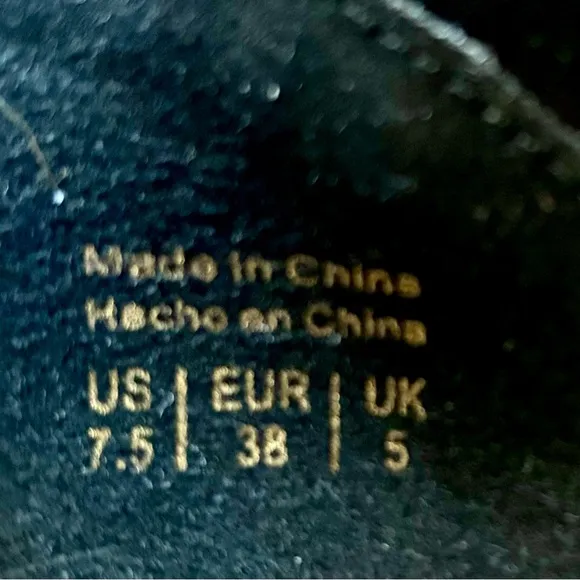 Made in China
Hecho en China
US | EUR | UK
7.5 | 38 | 5